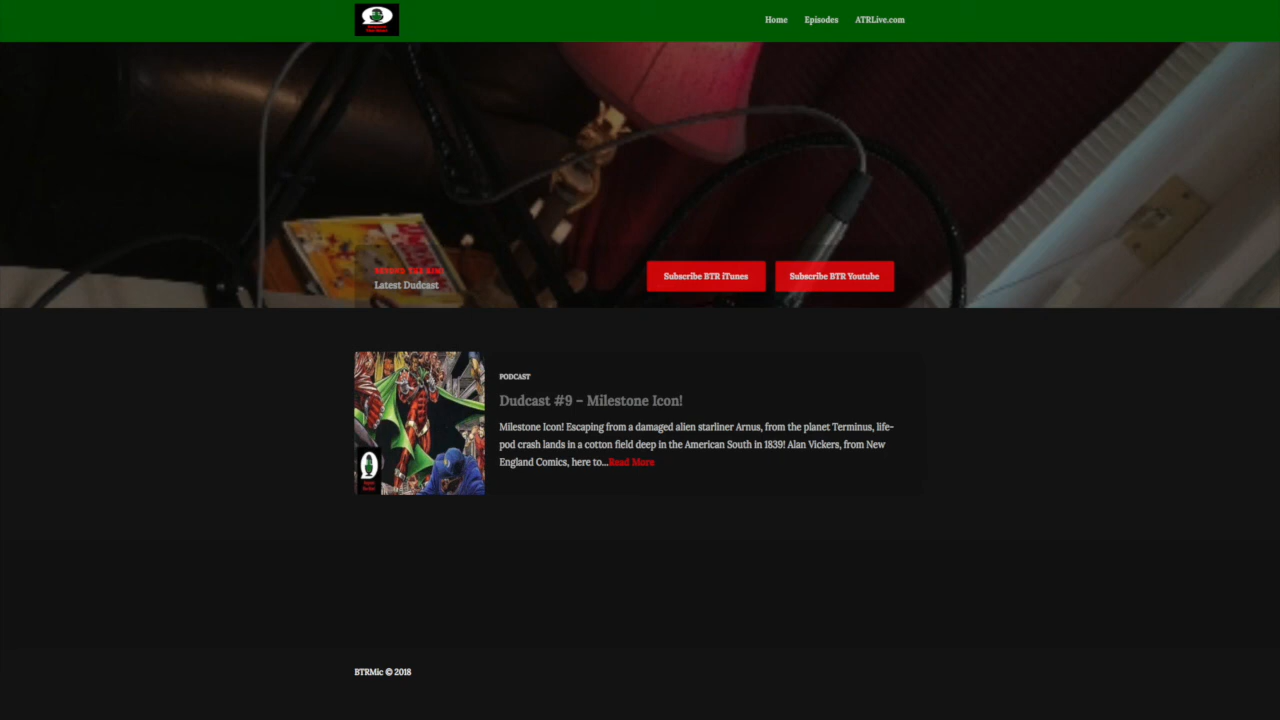 Home Episodes ATRLive.com
Latest Dudcast
Subscribe BTR iTunes
Subscribe BTR Youtube
PODCAST
Dudcast #9 – Milestone Icon!
Milestone Icon! Escaping from a damaged alien starliner Arnus, from the planet Terminus, life-
pod crash lands in a cotton field deep in the American South in 1839! Alan Vickers, from New
England Comics, here to...Read More
BTRMic © 2018